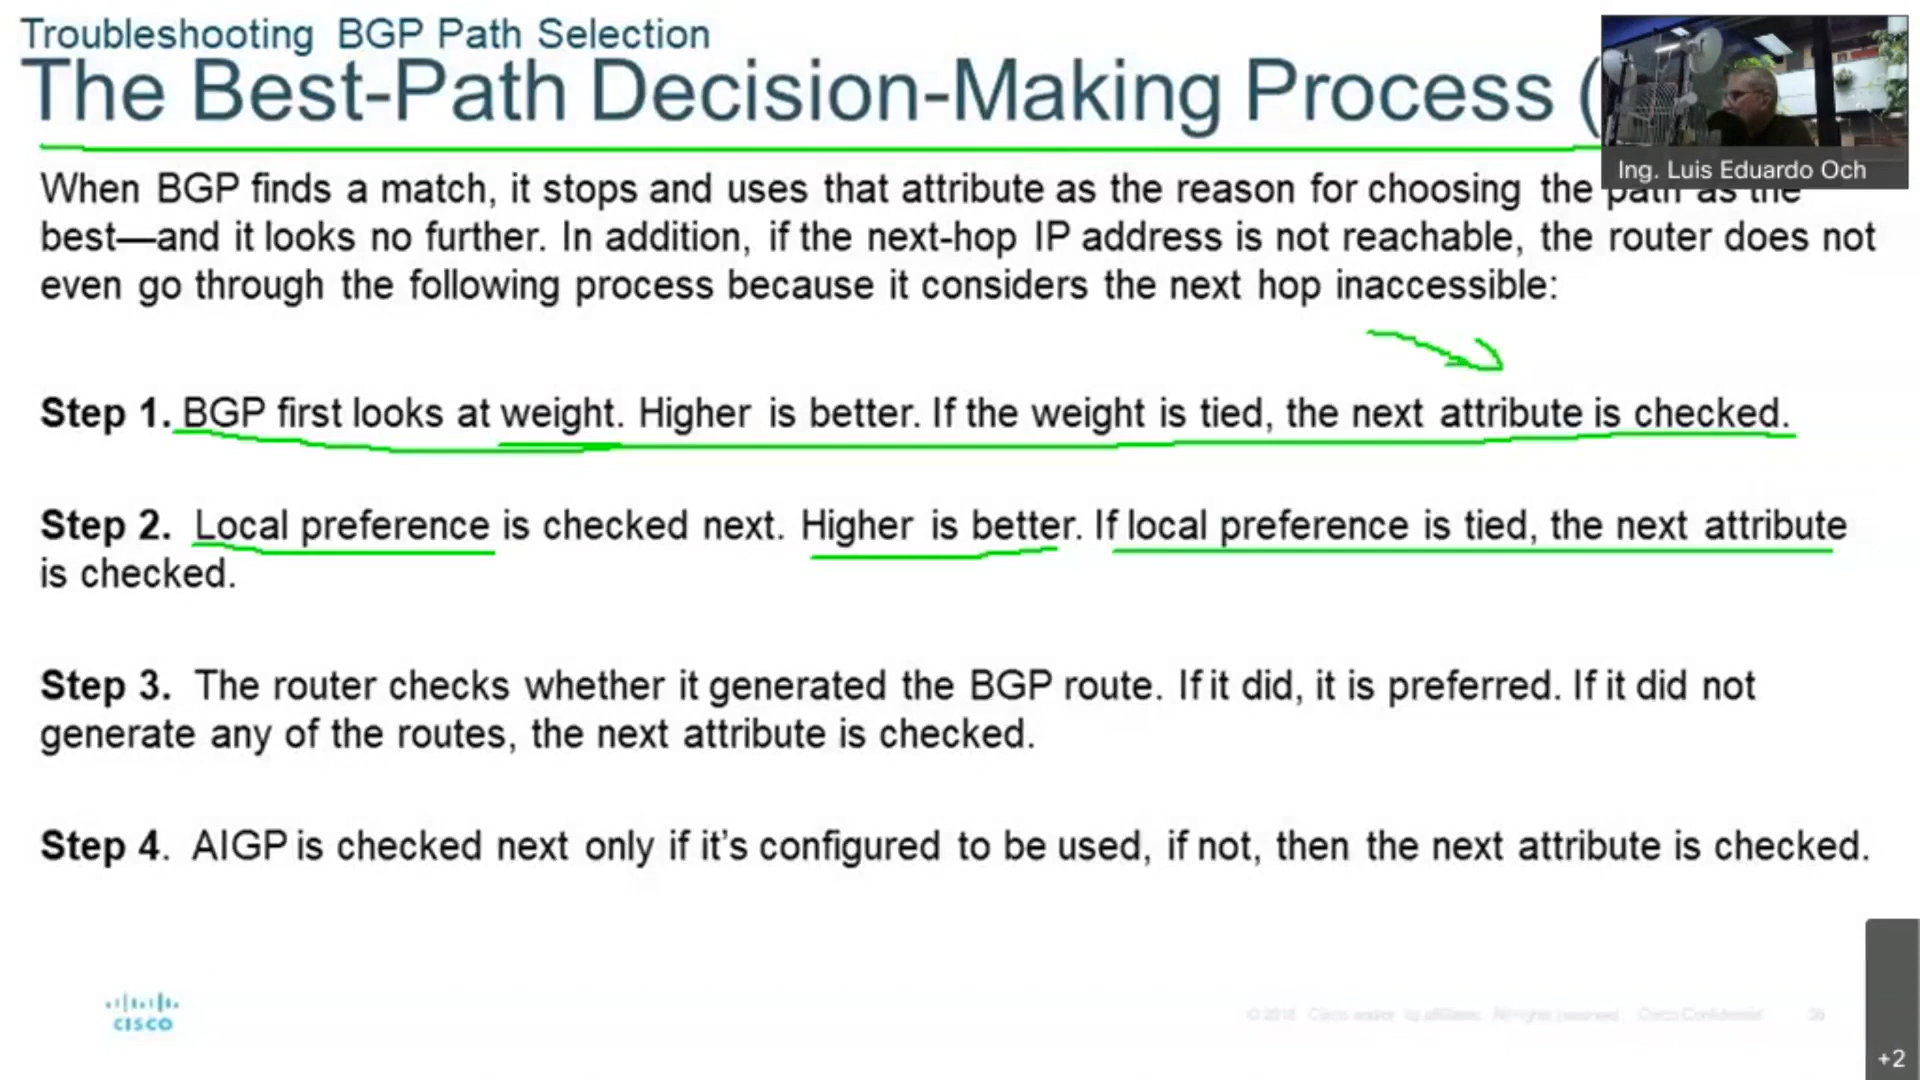 Troubleshooting BGP Path Selection
The Best-Path Decision-Making Process (
Ing. Luis Eduardo Och
When BGP finds a match, it stops and uses that attribute as the reason for choosing the path as the
best—and it looks no further. In addition, if the next-hop IP address is not reachable, the router does not
even go through the following process because it considers the next hop inaccessible:
Step 1. BGP first looks at weight. Higher is better. If the weight is tied, the next attribute is checked.
Step 2. Local preference is checked next. Higher is better. If local preference is tied, the next attribute
is checked.
Step 3. The router checks whether it generated the BGP route. If it did, it is preferred. If it did not
generate any of the routes, the next attribute is checked.
Step 4. AIGP is checked next only if it's configured to be used, if not, then the next attribute is checked.
CISCO
All rights reserved. Cisco Confidential
+2